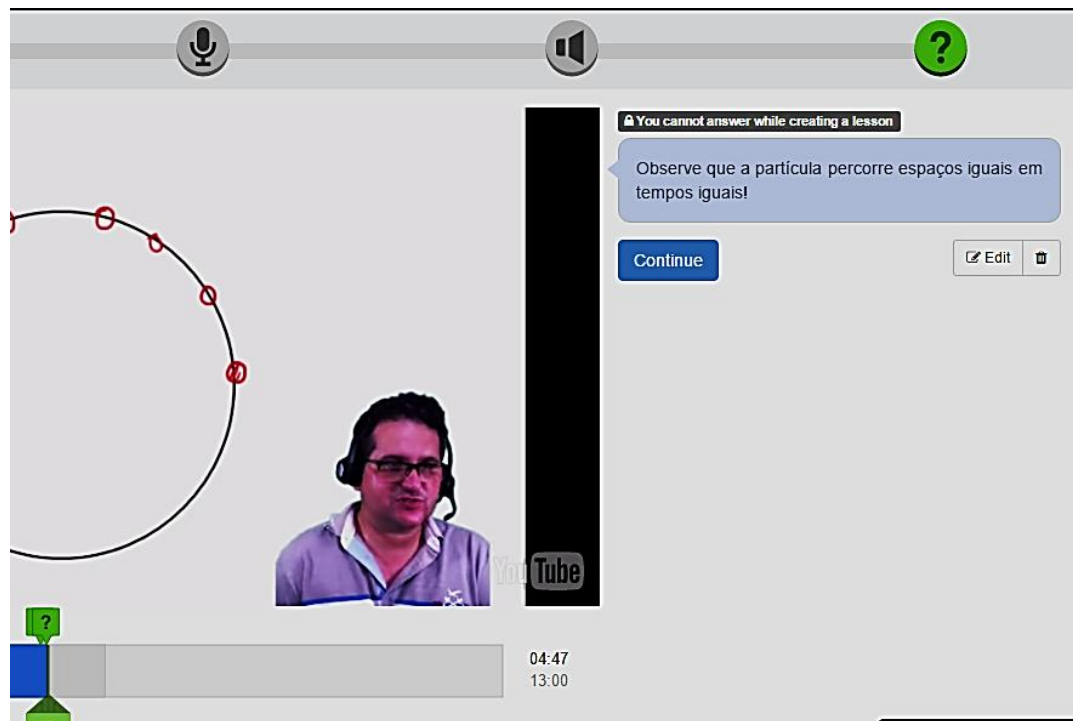 ?
You cannot answer while creating a lesson
Observe que a partícula percorre espaços iguais em
tempos iguais!
Continue
Edit
YouTube
?
04:47
13:00